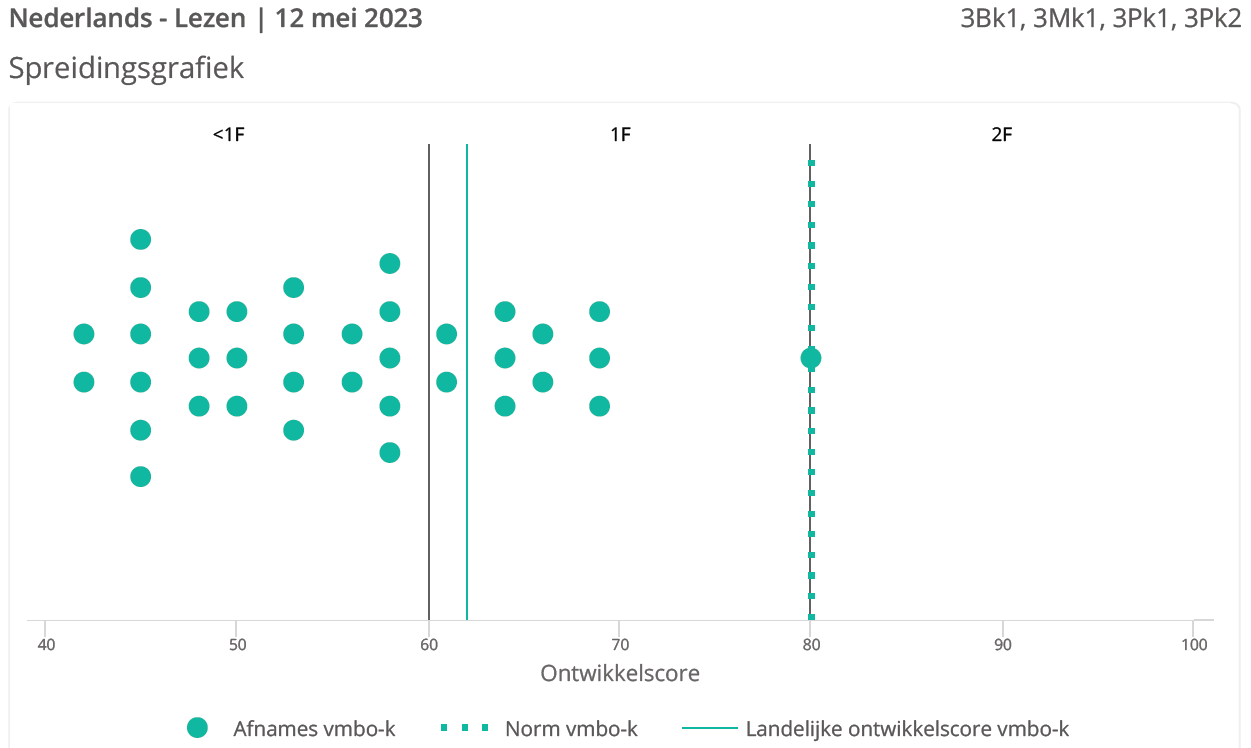 Nederlands - Lezen | 12 mei 2023 3Bk1, 3Mk1, 3Pk1, 3Pk2
Spreidingsgrafiek
<1F 1F 2F
40 50 60 70 80 90 100
Ontwikkelscore
Afnames vmbo-k Norm vmbo-k Landelijke ontwikkelscore vmbo-k